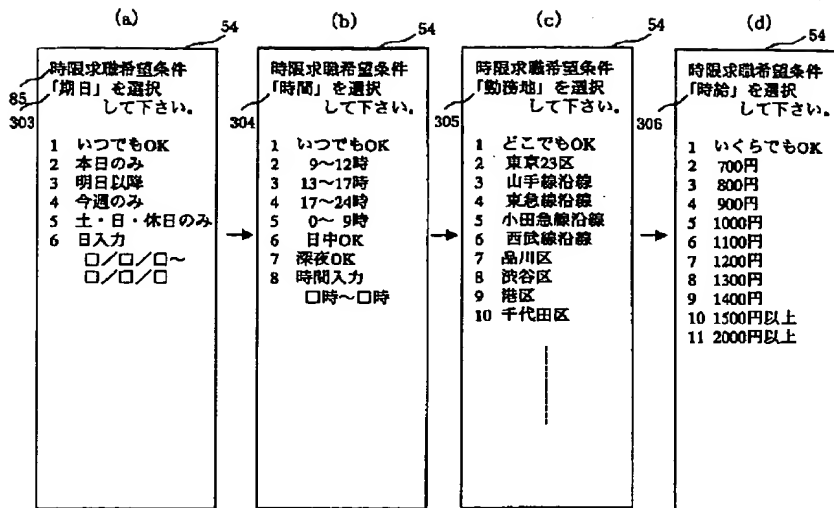 (a)
54
85
時限求職希望条件
「期日」を選択
して下さい。
303
1 いつでもOK
2 本日のみ
3 明日以降
4 今週のみ
5 土・日・休日のみ
6 日入力
□／□／□～
□／□／□
(b)
54
時限求職希望条件
「時間」を選択
して下さい。
304
1 いつでもOK
2 9～12時
3 13～17時
4 17～24時
5 0～ 9時
6 日中OK
7 深夜OK
8 時間入力
□時～□時
(c)
54
時限求職希望条件
「勤務地」を選択
して下さい。
305
1 どこでもOK
2 東京23区
3 山手線沿線
4 東急線沿線
5 小田急線沿線
6 西武線沿線
7 品川区
8 渋谷区
9 港区
10 千代田区
(d)
54
時限求職希望条件
「時給」を選択
して下さい。
306
1 いくらでもOK
2 700円
3 800円
4 900円
5 1000円
6 1100円
7 1200円
8 1300円
9 1400円
10 1500円以上
11 2000円以上